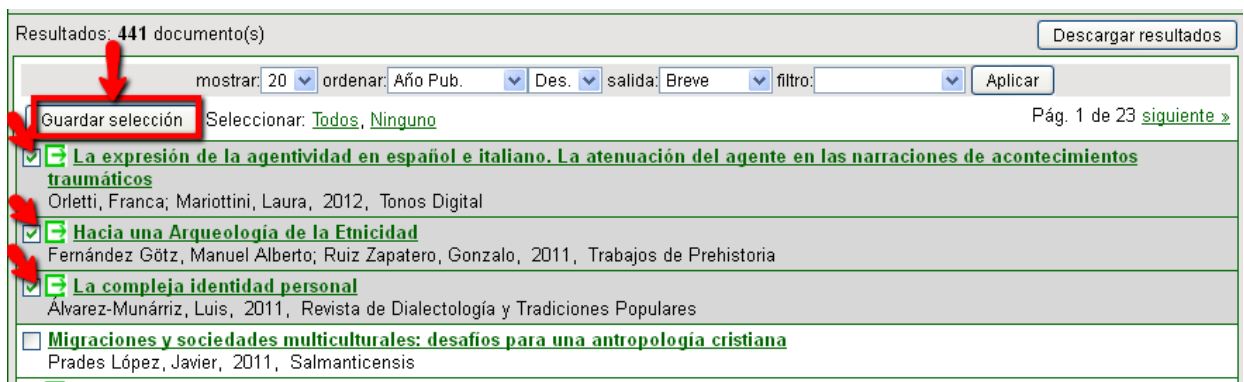 Resultados: 441 documento(s) Descargar resultados
mostrar: 20 ordenar: Año Pub. Des. salida: Breve filtro: Aplicar
Guardar selección Seleccionar: Todos, Ninguno Pág. 1 de 23 siguiente »
La expresión de la agentividad en español e italiano. La atenuación del agente en las narraciones de acontecimientos
traumáticos
Orletti, Franca; Mariottini, Laura, 2012, Tonos Digital
Hacia una Arqueología de la Etnicidad
Fernández Götz, Manuel Alberto; Ruiz Zapatero, Gonzalo, 2011, Trabajos de Prehistoria
La compleja identidad personal
Álvarez-Munárriz, Luis, 2011, Revista de Dialectología y Tradiciones Populares
Migraciones y sociedades multiculturales: desafíos para una antropología cristiana
Prades López, Javier, 2011, Salmanticensis